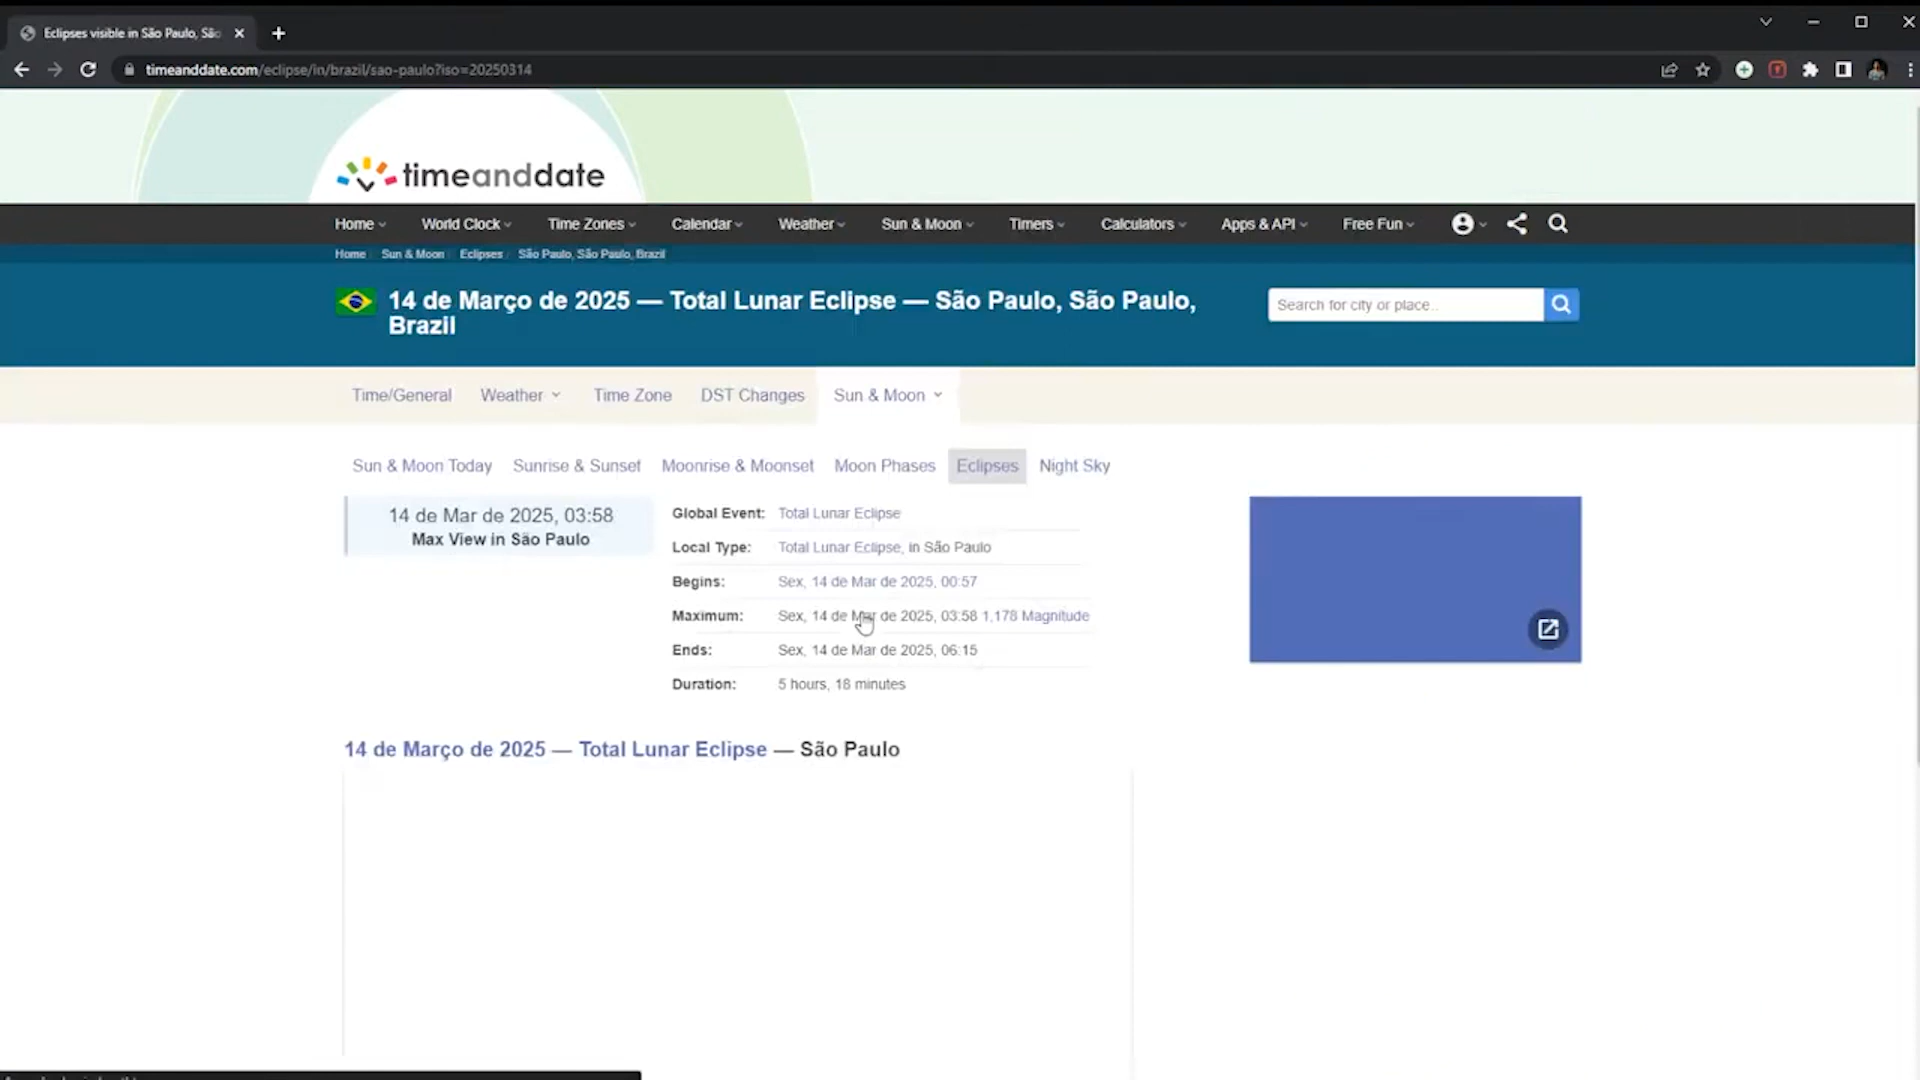 Eclipses visible in São Paulo, São
timeanddate.com/eclipse/in/brazil/sao-paulo?iso=20250314
timeanddate
Home World Clock Time Zones Calendar Weather Sun & Moon Timers Calculators Apps & API Free Fun
Home Sun & Moon Eclipses São Paulo, São Paulo, Brazil
14 de Março de 2025 — Total Lunar Eclipse — São Paulo, São Paulo,
Brazil
Search for city or place..
Time/General Weather Time Zone DST Changes Sun & Moon
Sun & Moon Today Sunrise & Sunset Moonrise & Moonset Moon Phases Eclipses Night Sky
14 de Mar de 2025, 03:58
Max View in São Paulo
Global Event: Total Lunar Eclipse
Local Type: Total Lunar Eclipse, in São Paulo
Begins: Sex, 14 de Mar de 2025, 00:57
Maximum: Sex, 14 de Mar de 2025, 03:58 1,178 Magnitude
Ends: Sex, 14 de Mar de 2025, 06:15
Duration: 5 hours, 18 minutes
14 de Março de 2025 — Total Lunar Eclipse — São Paulo